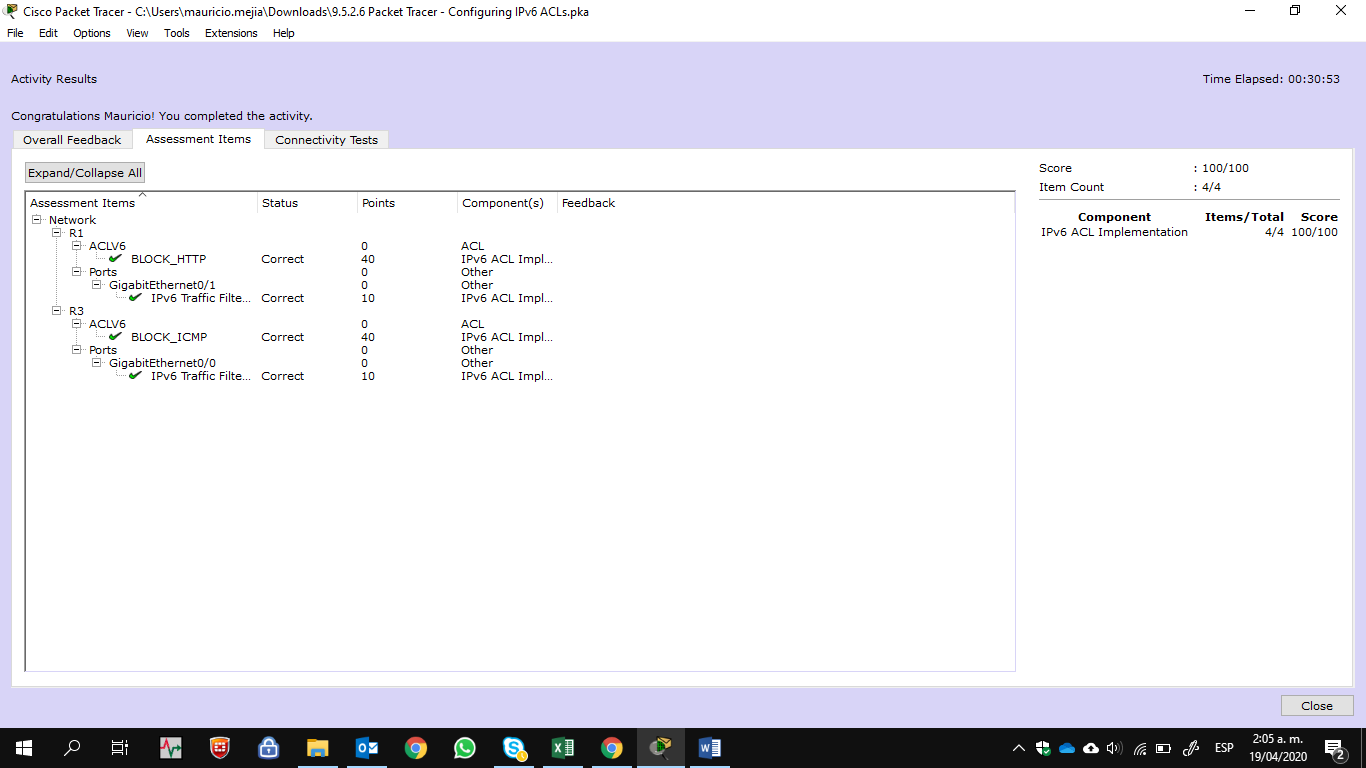 Cisco Packet Tracer - C:\Users\mauricio.mejia\Downloads\9.5.2.6 Packet Tracer - Configuring IPv6 ACLs.pka
File Edit Options View Tools Extensions Help
Activity Results
Time Elapsed: 00:30:53
Congratulations Mauricio! You completed the activity.
Overall Feedback Assessment Items Connectivity Tests
Expand/Collapse All
Assessment Items Status Points Component(s) Feedback
Network
R1
ACLV6 0 ACL
BLOCK_HTTP Correct 40 IPv6 ACL Impl...
Ports 0 Other
GigabitEthernet0/1 0 Other
IPv6 Traffic Filte... Correct 10 IPv6 ACL Impl...
R3
ACLV6 0 ACL
BLOCK_ICMP Correct 40 IPv6 ACL Impl...
Ports 0 Other
GigabitEthernet0/0 0 Other
IPv6 Traffic Filte... Correct 10 IPv6 ACL Impl...
Score : 100/100
Item Count : 4/4
Component Items/Total Score
IPv6 ACL Implementation 4/4 100/100
Close
ESP
2:05 a. m.
19/04/2020
2